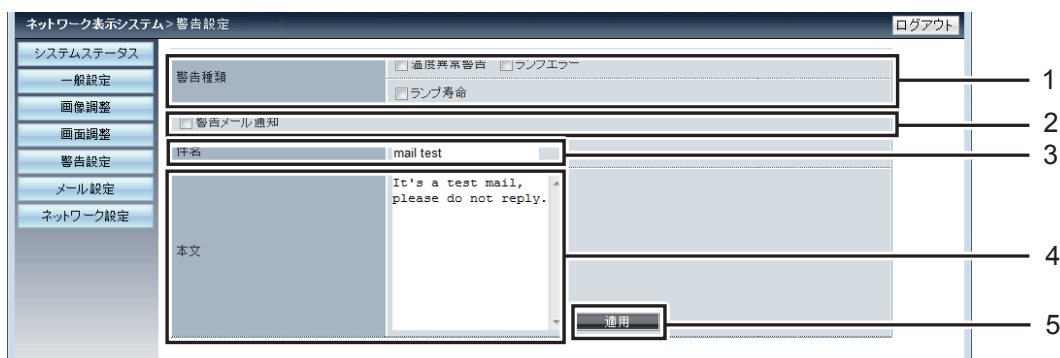 ネットワーク表示システム>警告設定
ログアウト
システムステータス
一般設定
画像調整
画面調整
警告設定
メール設定
ネットワーク設定
警告種類
温度異常警告 ランプエラー
ランプ寿命
1
警告メール通知
2
件名
mail test
3
本文
It's a test mail,
please do not reply.
4
適用
5